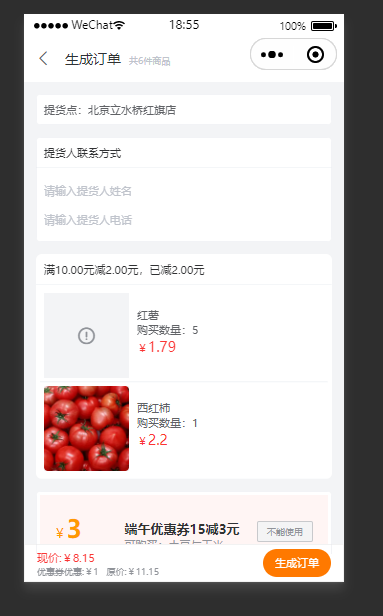 WeChat 18:55 100%
生成订单 共6件商品
提货点：北京立水桥红旗店
提货人联系方式
请输入提货人姓名
请输入提货人电话
满10.00元减2.00元，已减2.00元
红薯
购买数量：5
￥1.79
西红柿
购买数量：1
￥2.2
￥3 端午优惠券15减3元 不能使用
现价:￥8.15
优惠券优惠:￥1 原价:￥11.15
生成订单